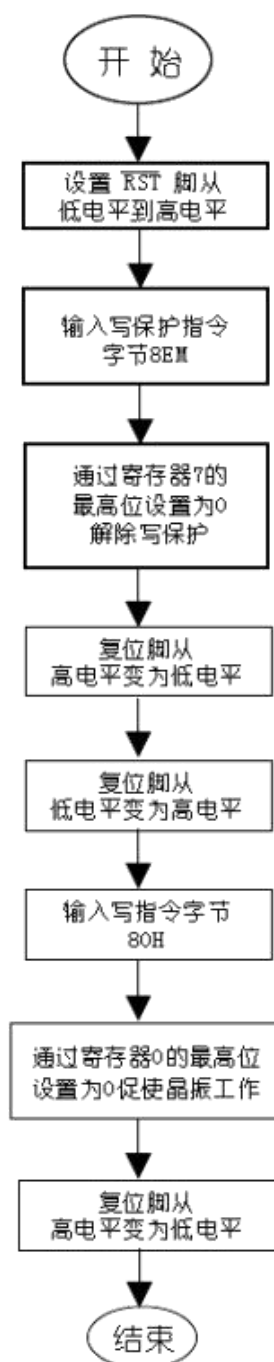 开 始
设置 RST 脚从
低电平到高电平
输入写保护指令
字节8EM
通过寄存器7的
最高位设置为0
解除写保护
复位脚从
高电平变为低电平
复位脚从
低电平变为高电平
输入写指令字节
80H
通过寄存器0的最高位
设置为0促使晶振工作
复位脚从
高电平变为低电平
结束